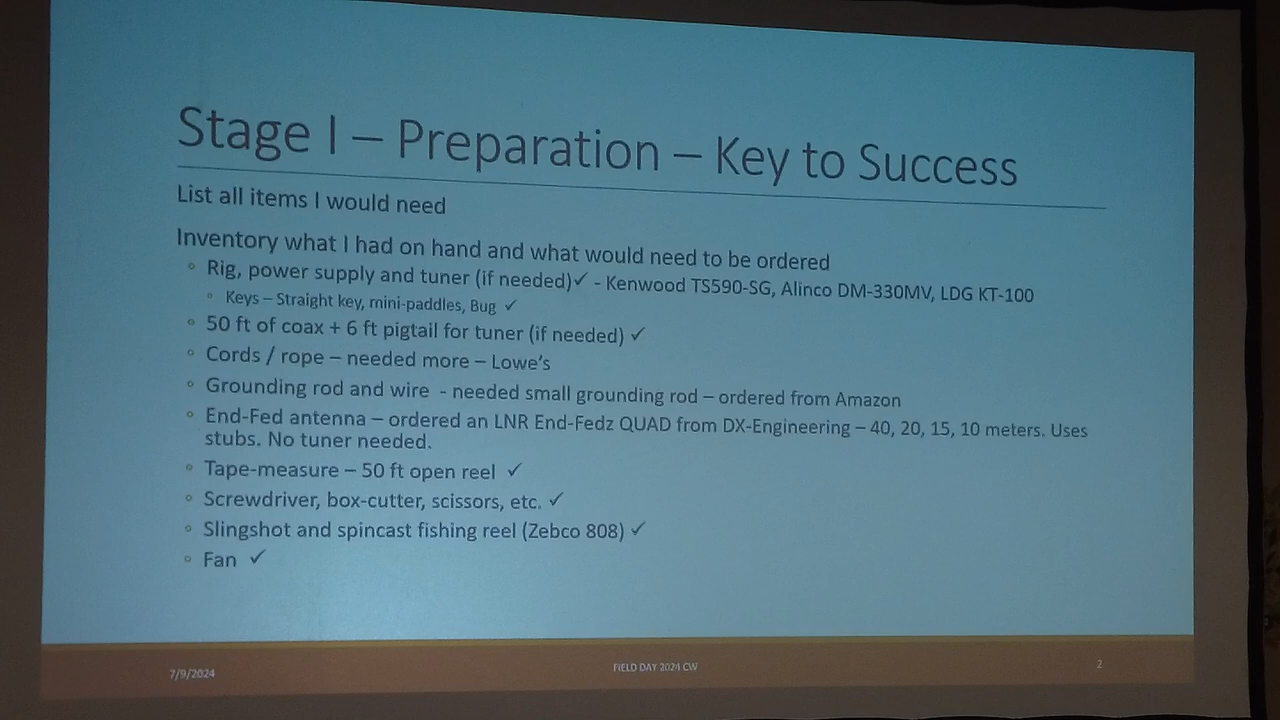 Stage I – Preparation – Key to Success
List all items I would need
Inventory what I had on hand and what would need to be ordered
◦ Rig, power supply and tuner (if needed)✓ - Kenwood TS590-SG, Alinco DM-330MV, LDG KT-100
◦ Keys – Straight key, mini-paddles, Bug ✓
◦ 50 ft of coax + 6 ft pigtail for tuner (if needed) ✓
◦ Cords / rope – needed more – Lowe's
◦ Grounding rod and wire - needed small grounding rod – ordered from Amazon
◦ End-Fed antenna – ordered an LNR End-Fedz QUAD from DX-Engineering – 40, 20, 15, 10 meters. Uses
stubs. No tuner needed.
◦ Tape-measure – 50 ft open reel ✓
◦ Screwdriver, box-cutter, scissors, etc. ✓
◦ Slingshot and spincast fishing reel (Zebco 808) ✓
◦ Fan ✓
7/9/2024
FIELD DAY 2024 CW
2